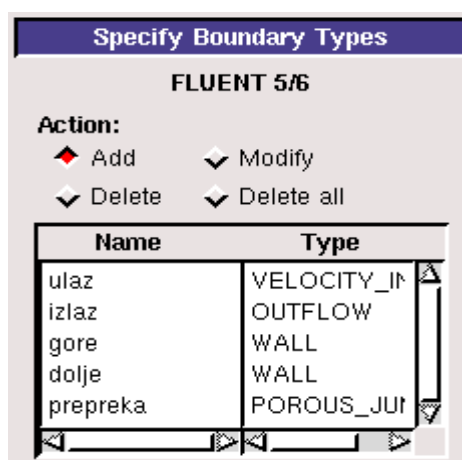 Specify Boundary Types
FLUENT 5/6
Action:
Add Modify
Delete Delete all
Name Type
ulaz VELOCITY_IN
izlaz OUTFLOW
gore WALL
dolje WALL
prepreka POROUS_JUI